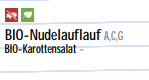 BIO-Nudelauflauf A,C,G
BIO-Karottensalat -